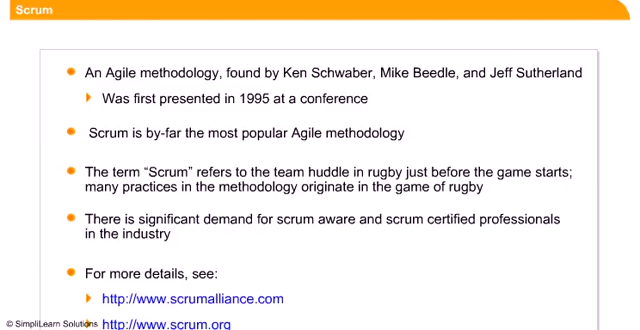 Scrum
An Agile methodology, found by Ken Schwaber, Mike Beedle, and Jeff Sutherland
Was first presented in 1995 at a conference
Scrum is by-far the most popular Agile methodology
The term “Scrum” refers to the team huddle in rugby just before the game starts;
many practices in the methodology originate in the game of rugby
There is significant demand for scrum aware and scrum certified professionals
in the industry
For more details, see:
http://www.scrumalliance.com
© SimpliLearn Solutions
http://www.scrum.org